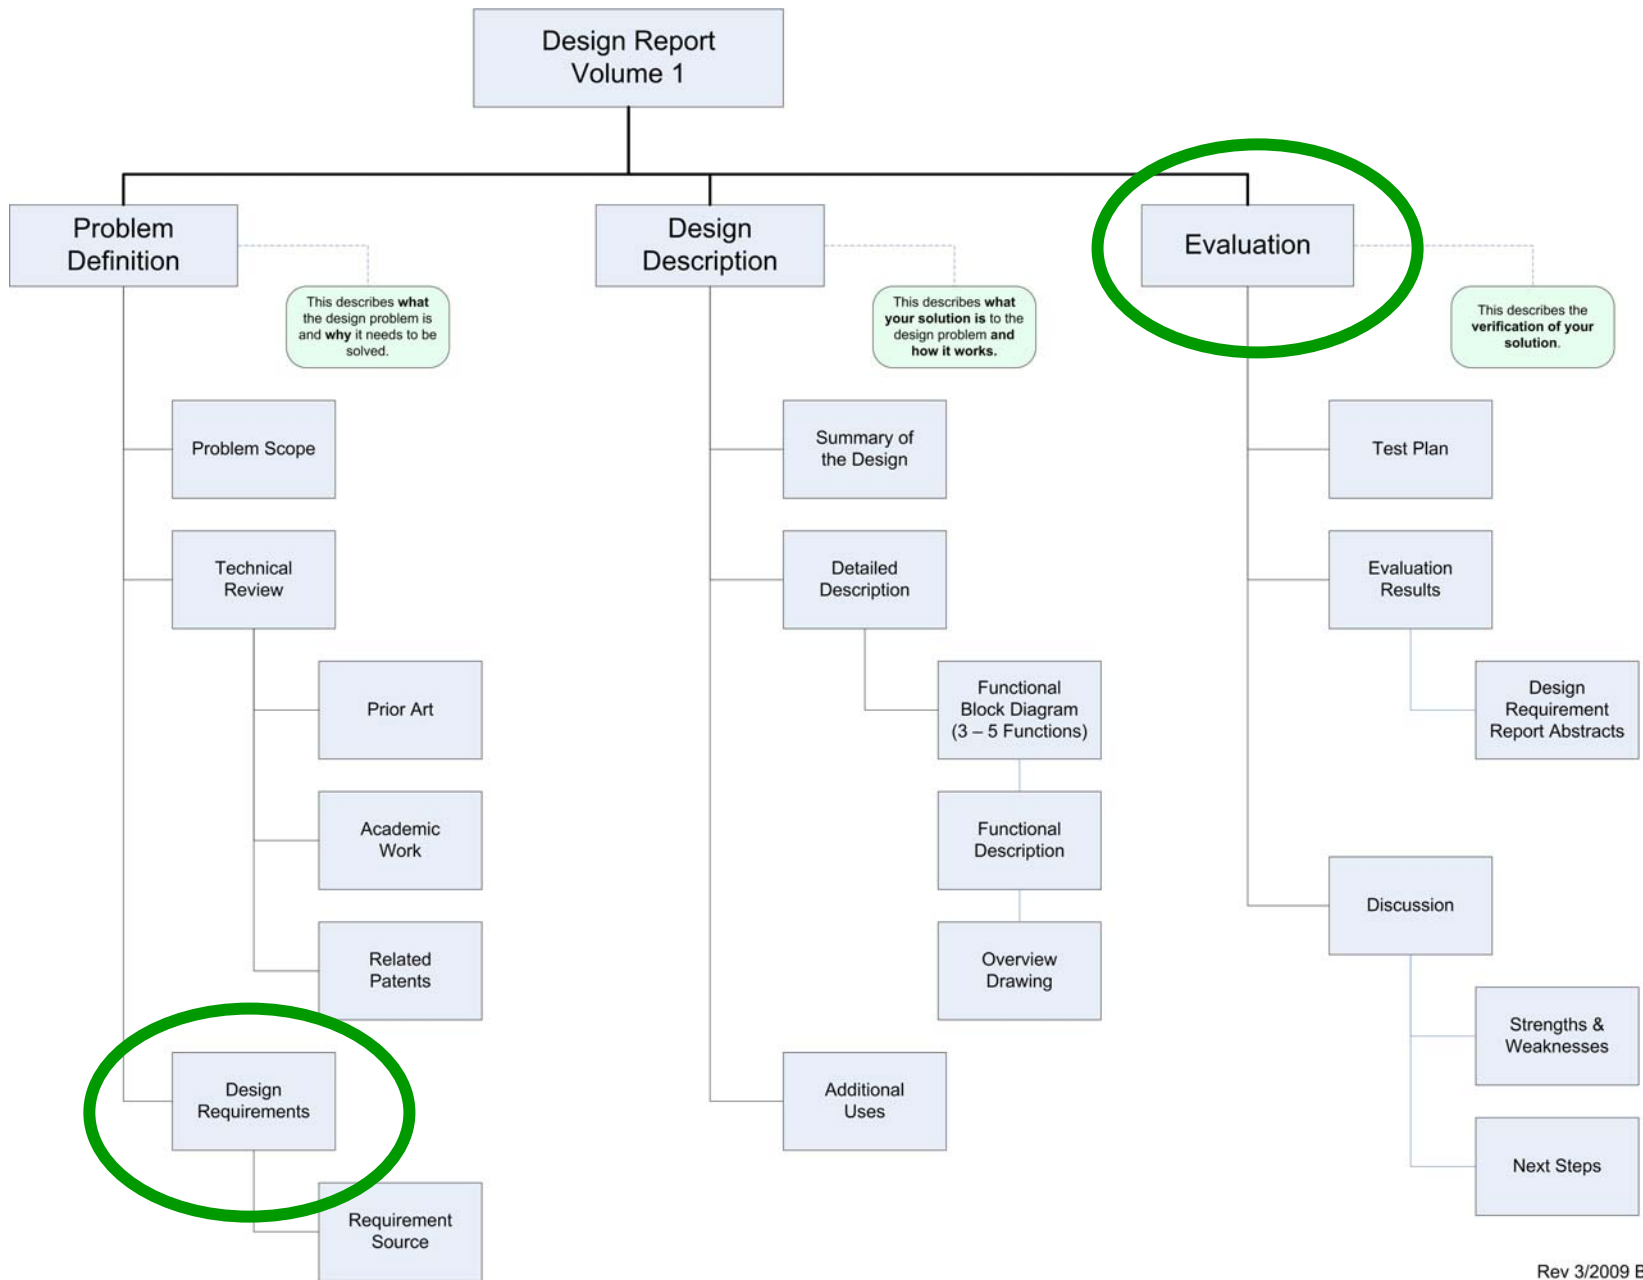 Design Report
Volume 1
Problem
Definition
Design
Description
Evaluation
This describes what
the design problem is
and why it needs to be
solved.
This describes what
your solution is to the
design problem and
how it works.
This describes the
verification of your
solution.
Problem Scope
Summary of
the Design
Test Plan
Technical
Review
Detailed
Description
Evaluation
Results
Prior Art
Functional
Block Diagram
(3 – 5 Functions)
Design
Requirement
Report Abstracts
Academic
Work
Functional
Description
Discussion
Related
Patents
Overview
Drawing
Strengths &
Weaknesses
Design
Requirements
Additional
Uses
Next Steps
Requirement
Source
Rev 3/2009 B